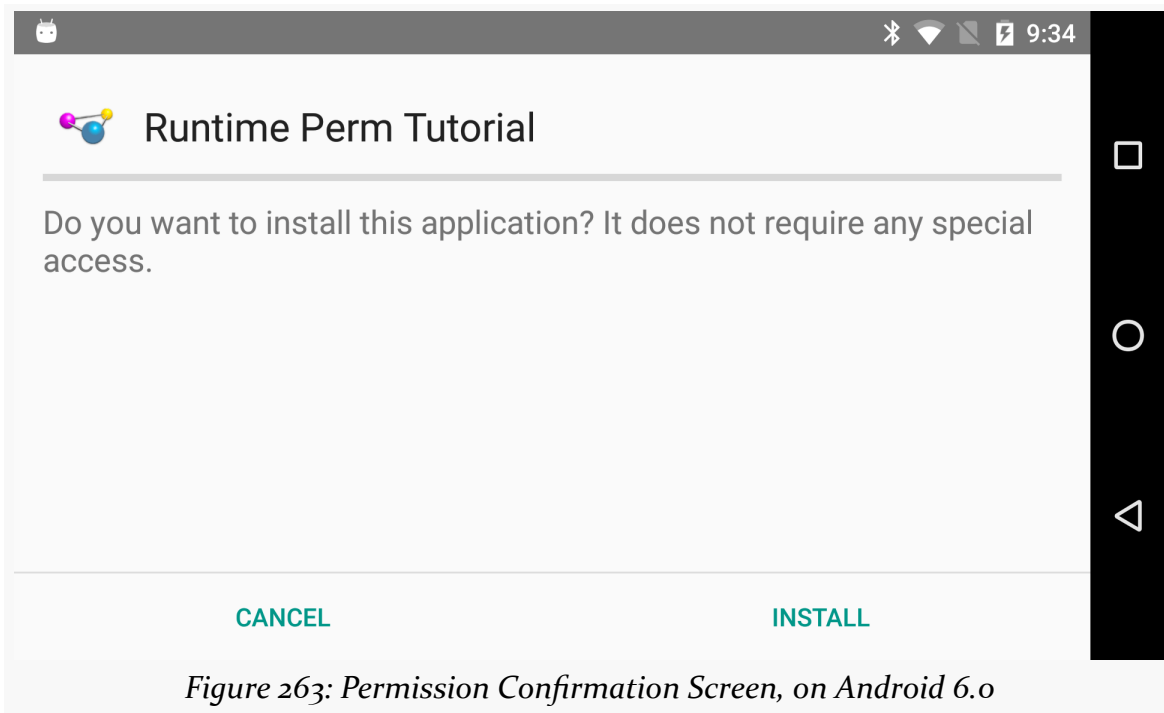 9:34
Runtime Perm Tutorial
Do you want to install this application? It does not require any special
access.
CANCEL INSTALL
Figure 263: Permission Confirmation Screen, on Android 6.0